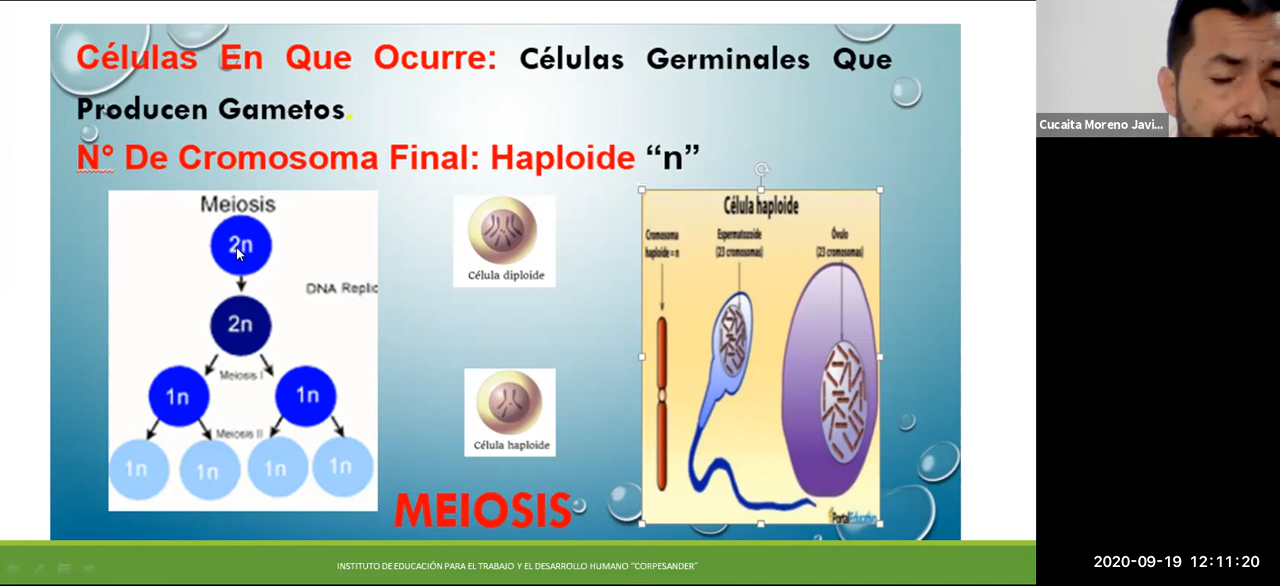 Células En Que Ocurre: Células Germinales Que
Producen Gametos.
N° De Cromosoma Final: Haploide “n”
Meiosis
2n
DNA Replic
2n
Meiosis I
1n
1n
Meiosis II
1n
1n
1n
1n
Célula diploide
Célula haploide
MEIOSIS
Célula haploide
Cromosoma
haploide = n
Espermatozoide
(23 cromosomas)
Óvulo
(23 cromosomas)
PortalEducativo
INSTITUTO DE EDUCACIÓN PARA EL TRABAJO Y EL DESARROLLO HUMANO “CORPESANDER”
Cucaita Moreno Javi...
2020-09-19 12:11:20